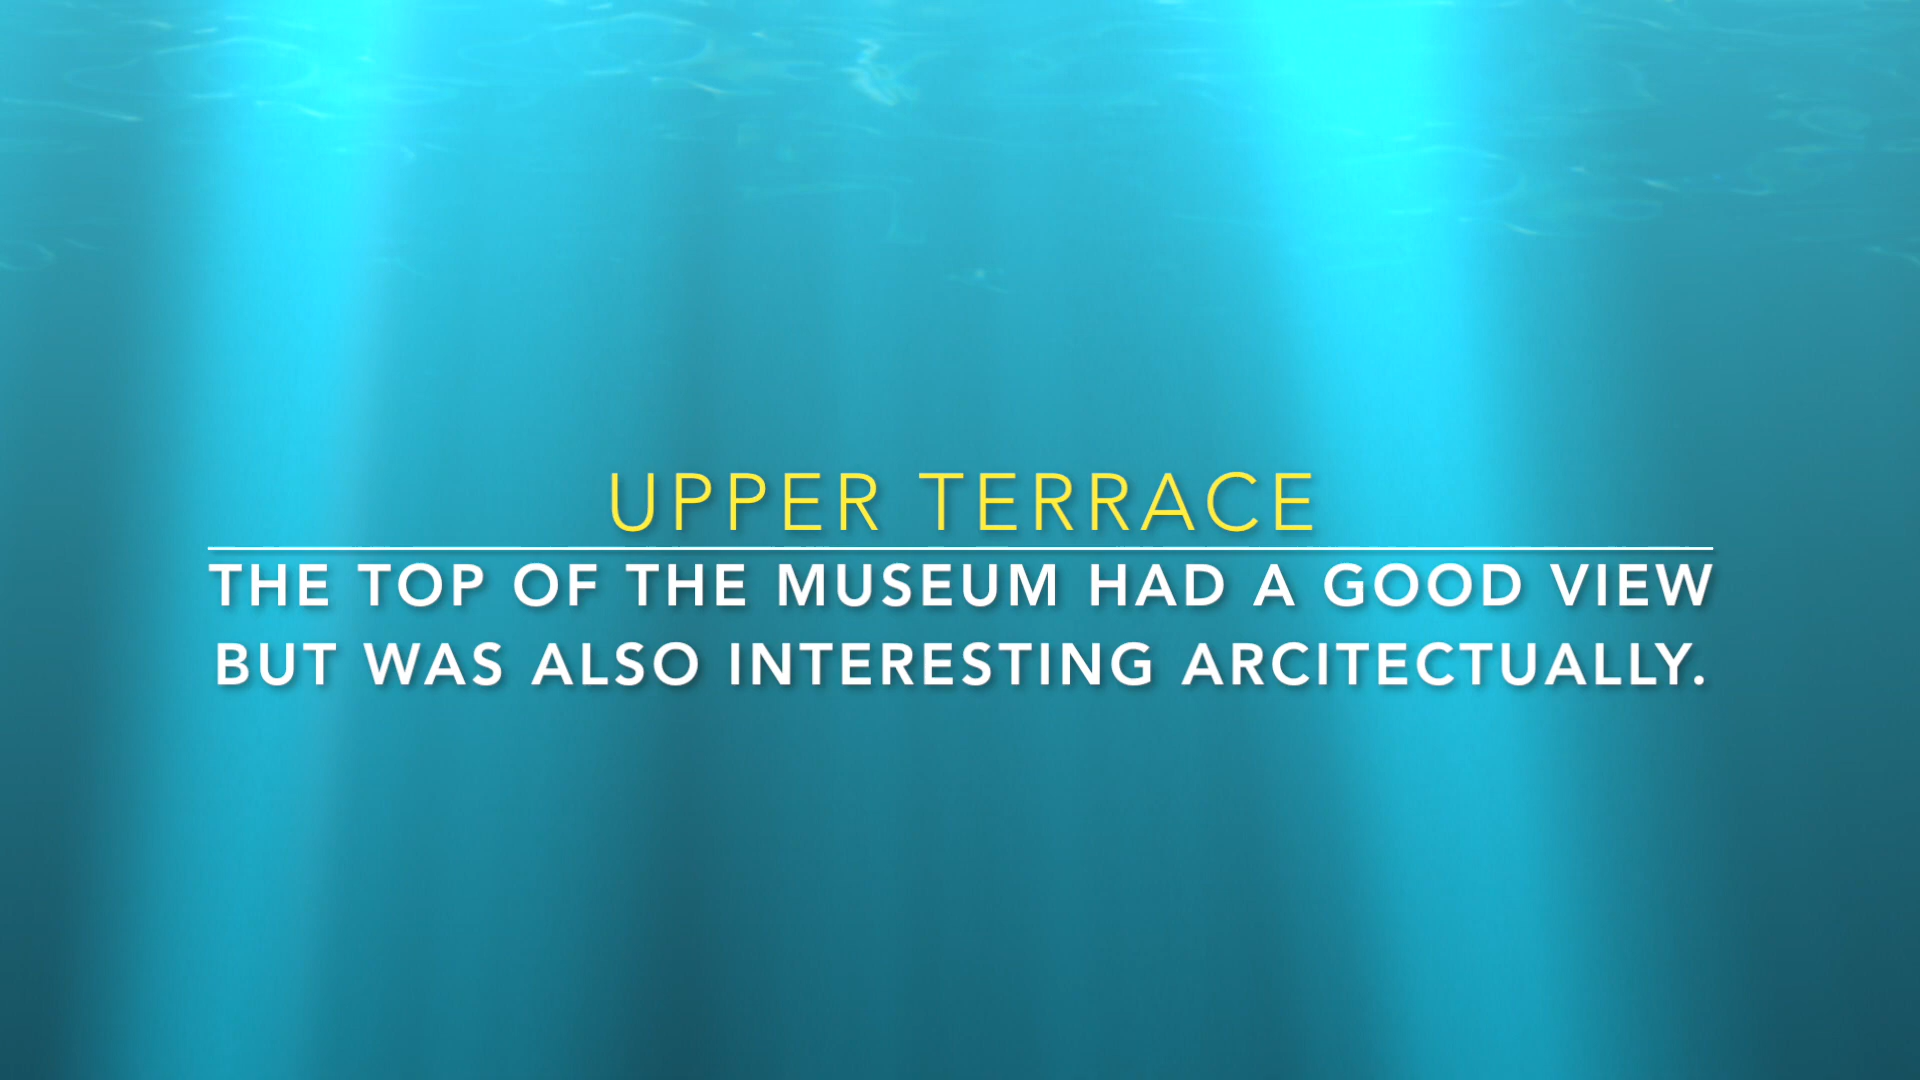 UPPER TERRACE
THE TOP OF THE MUSEUM HAD A GOOD VIEW
BUT WAS ALSO INTERESTING ARCITECTUALLY.